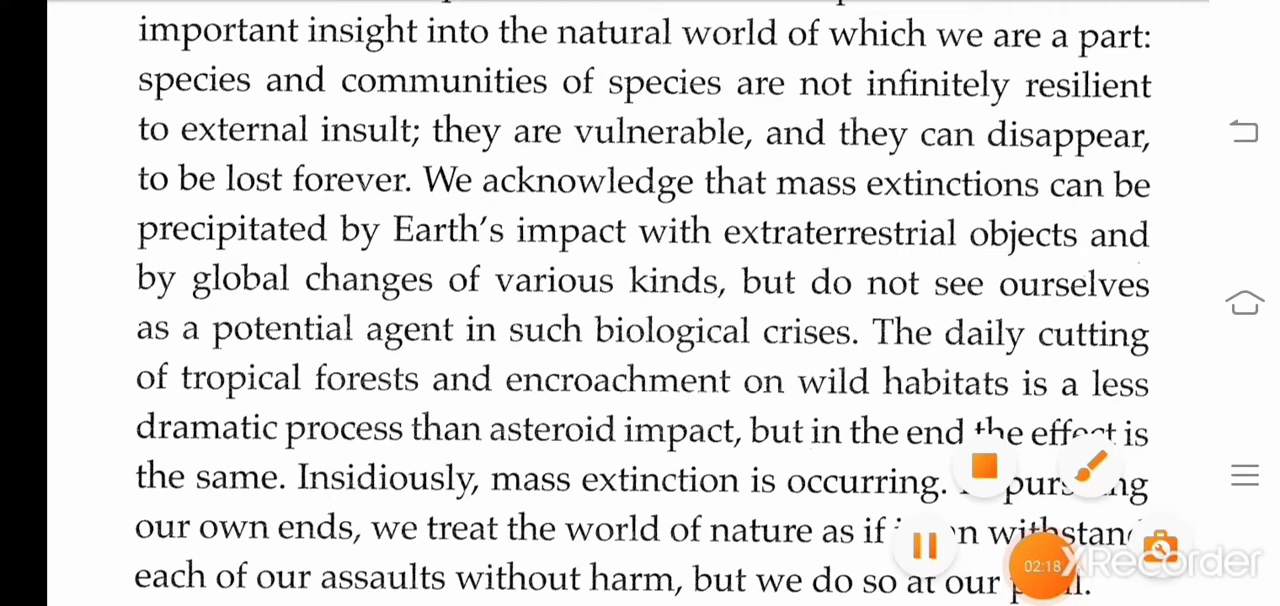 important insight into the natural world of which we are a part:
species and communities of species are not infinitely resilient
to external insult; they are vulnerable, and they can disappear,
to be lost forever. We acknowledge that mass extinctions can be
precipitated by Earth's impact with extraterrestrial objects and
by global changes of various kinds, but do not see ourselves
as a potential agent in such biological crises. The daily cutting
of tropical forests and encroachment on wild habitats is a less
dramatic process than asteroid impact, but in the end the effect is
the same. Insidiously, mass extinction is occurring. pursuing
our own ends, we treat the world of nature as if withstand
each of our assaults without harm, but we do so at our
02:18
XRecorder